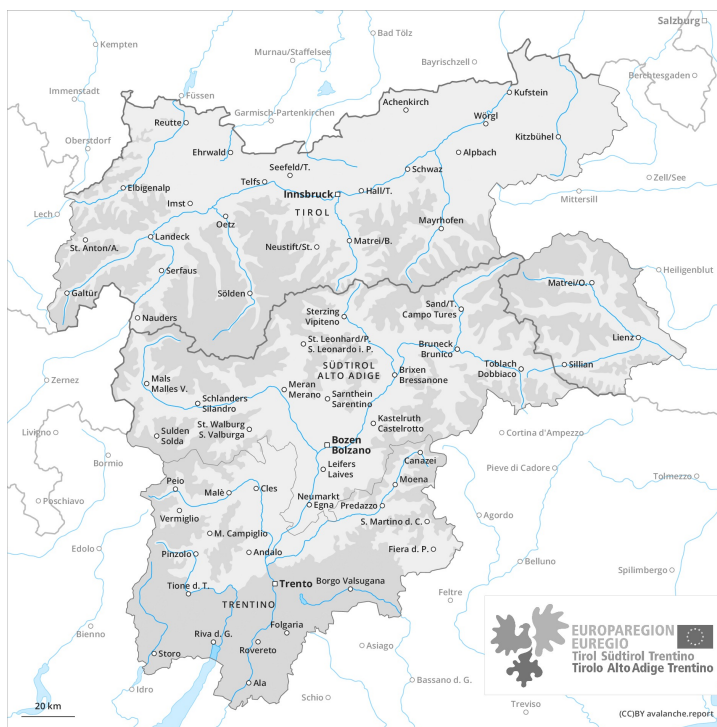 Salzburg
Kempten
Bad Tölz
Murnau/Staffelsee
Bayrischzell
Berchtesgaden
Immenstadt
Füssen
Kufstein
Achenkirch
Garmisch-Partenkirchen
Wörgl
Reutte
Oberstdorf
Kitzbühel
Ehrwald
Alpbach
Seefeld/T.
Schwaz
Zell/See
Telfs
Elbigenalp
Innsbruck
Hall/T.
Mittersill
Imst
Lech
TIROL
Oetz
Mayrhofen
Landeck
St. Anton/A.
Neustift/St.
Matrei/B.
Serfaus
Heiligenblut
Matrei/O.
Galtür
Sölden
Sand/T.
Campo Tures
Nauders
Sterzing
Vipiteno
Lienz
St. Leonhard/P.
S. Leonardo i. P.
Bruneck
Brunico
Toblach
Dobbiaco
Sillian
SÜDTIROL
ALTO ADIGE
Brixen
Bressanone
Zernez
Mals
Malles V.
Meran
Merano
Schlanders
Silandro
Sarnthein
Sarentino
Kastelruth
Castelrotto
St. Walburg
S. Valburga
Livigno
Sulden
Solda
Cortina d'Ampezzo
Bozen
Bolzano
Bormio
Canazei
Pieve di Cadore
Leifers
Laives
Tolmezzo
Peio
Malè
Cles
Moena
Poschiavo
Neumarkt
Egna
Predazzo
Vermiglio
Agordo
S. Martino d. C.
M. Campiglio
Edolo
Pinzolo
Andalo
Fiera d. P.
Belluno
Spilimbergo
Trento
Borgo Valsugana
Tione d. T.
Feltre
TRENTINO
Folgaria
Bienno
Riva d. G.
Rovereto
Asiago
Storo
Bassano d. G.
Ala
Idro
Schio
Treviso
EUROPAREGION
EUREGIO
Tirol Südtirol Trentino
Tirolo Alto Adige Trentino
20 km
(CC)BY avalanche.report